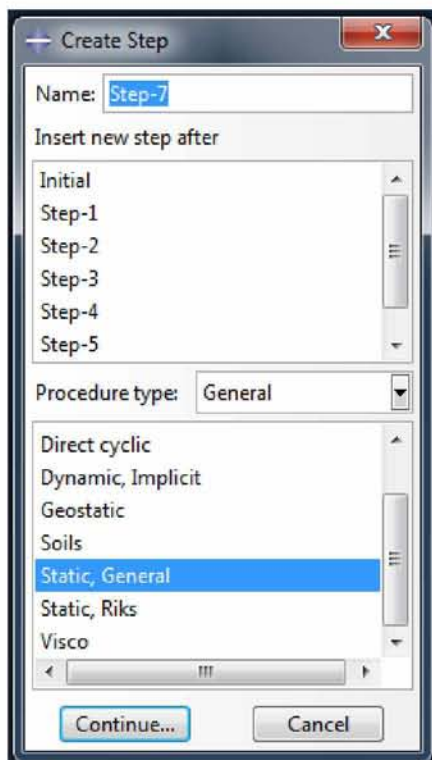 Create Step
Name: Step-7
Insert new step after
Initial
Step-1
Step-2
Step-3
Step-4
Step-5
Procedure type: General
Direct cyclic
Dynamic, Implicit
Geostatic
Soils
Static, General
Static, Riks
Visco
Continue... Cancel